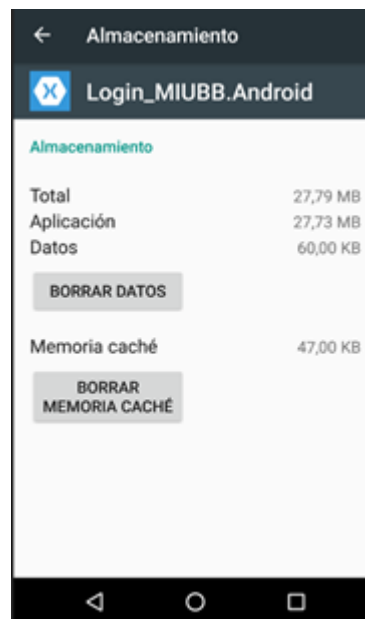 Almacenamiento
Login_MIUBB.Android
Almacenamiento
Total 27,79 MB
Aplicación 27,73 MB
Datos 60,00 KB
BORRAR DATOS
Memoria caché 47,00 KB
BORRAR
MEMORIA CACHÉ